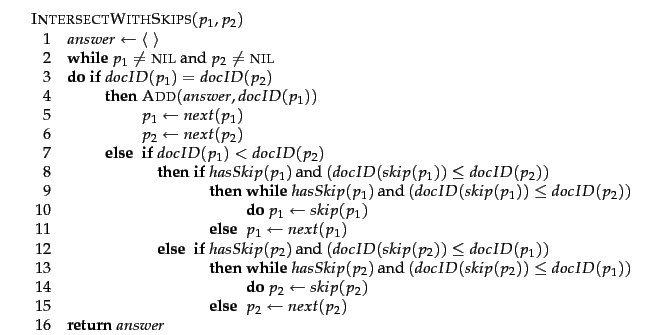 INTERSECTWITHSKIPS(p1, p2)
1 answer ← ⟨ ⟩
2 while p1 ≠ NIL and p2 ≠ NIL
3 do if docID(p1) = docID(p2)
4 then ADD(answer, docID(p1))
5 p1 ← next(p1)
6 p2 ← next(p2)
7 else if docID(p1) < docID(p2)
8 then if hasSkip(p1) and (docID(skip(p1)) ≤ docID(p2))
9 then while hasSkip(p1) and (docID(skip(p1)) ≤ docID(p2))
10 do p1 ← skip(p1)
11 else p1 ← next(p1)
12 else if hasSkip(p2) and (docID(skip(p2)) ≤ docID(p1))
13 then while hasSkip(p2) and (docID(skip(p2)) ≤ docID(p1))
14 do p2 ← skip(p2)
15 else p2 ← next(p2)
16 return answer